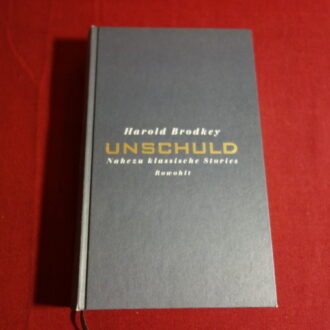 Harold Brodkey
UNSCHULD
Nahezu klassische Stories
Rowohlt